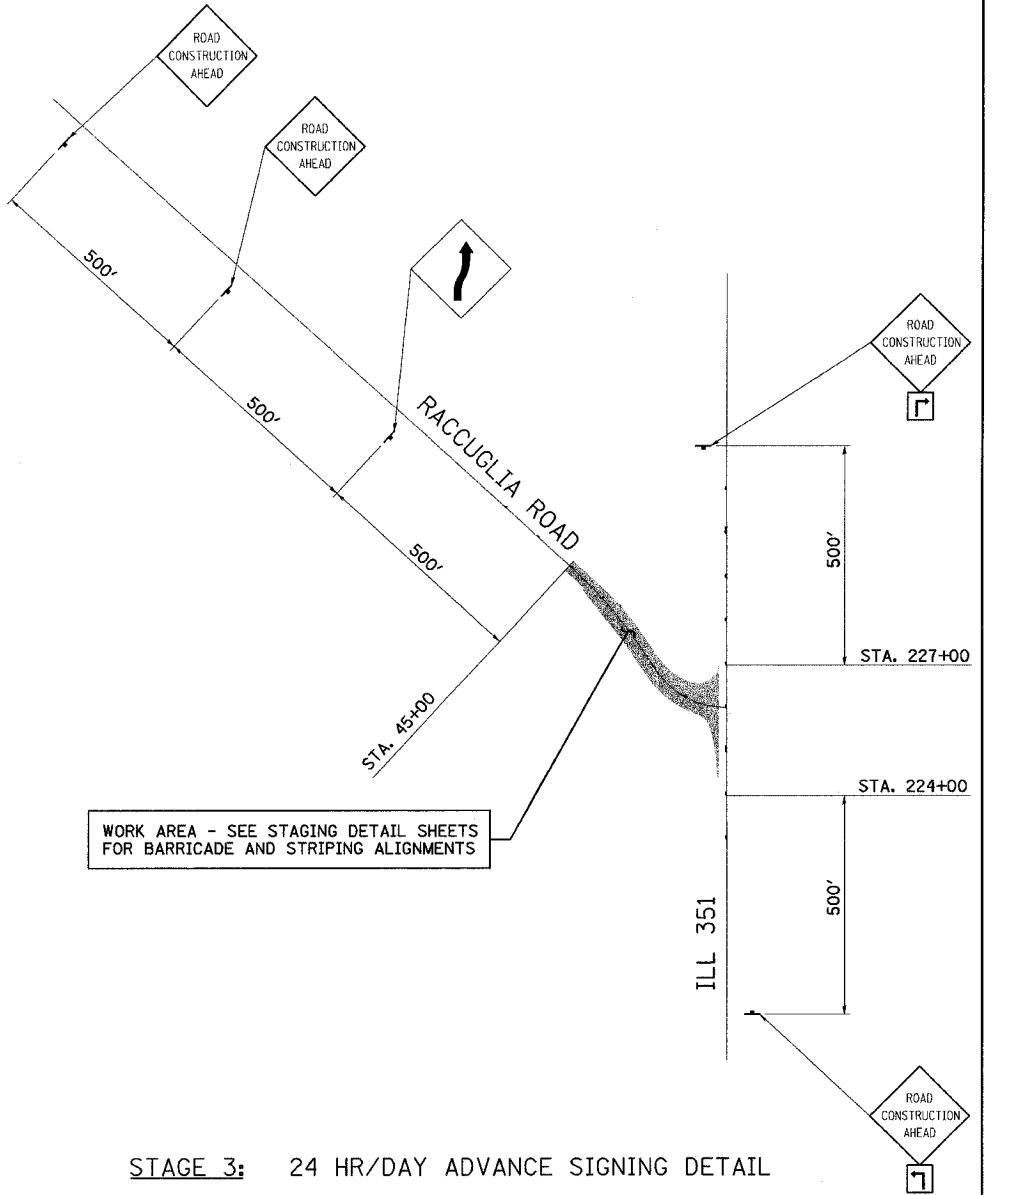 ROAD
CONSTRUCTION
AHEAD
ROAD
CONSTRUCTION
AHEAD
500'
500'
500'
RACCUGLIA ROAD
ROAD
CONSTRUCTION
AHEAD
500'
STA. 227+00
STA. 45+00
STA. 224+00
WORK AREA - SEE STAGING DETAIL SHEETS
FOR BARRICADE AND STRIPING ALIGNMENTS
ILL 351
500'
ROAD
CONSTRUCTION
AHEAD
STAGE 3: 24 HR/DAY ADVANCE SIGNING DETAIL